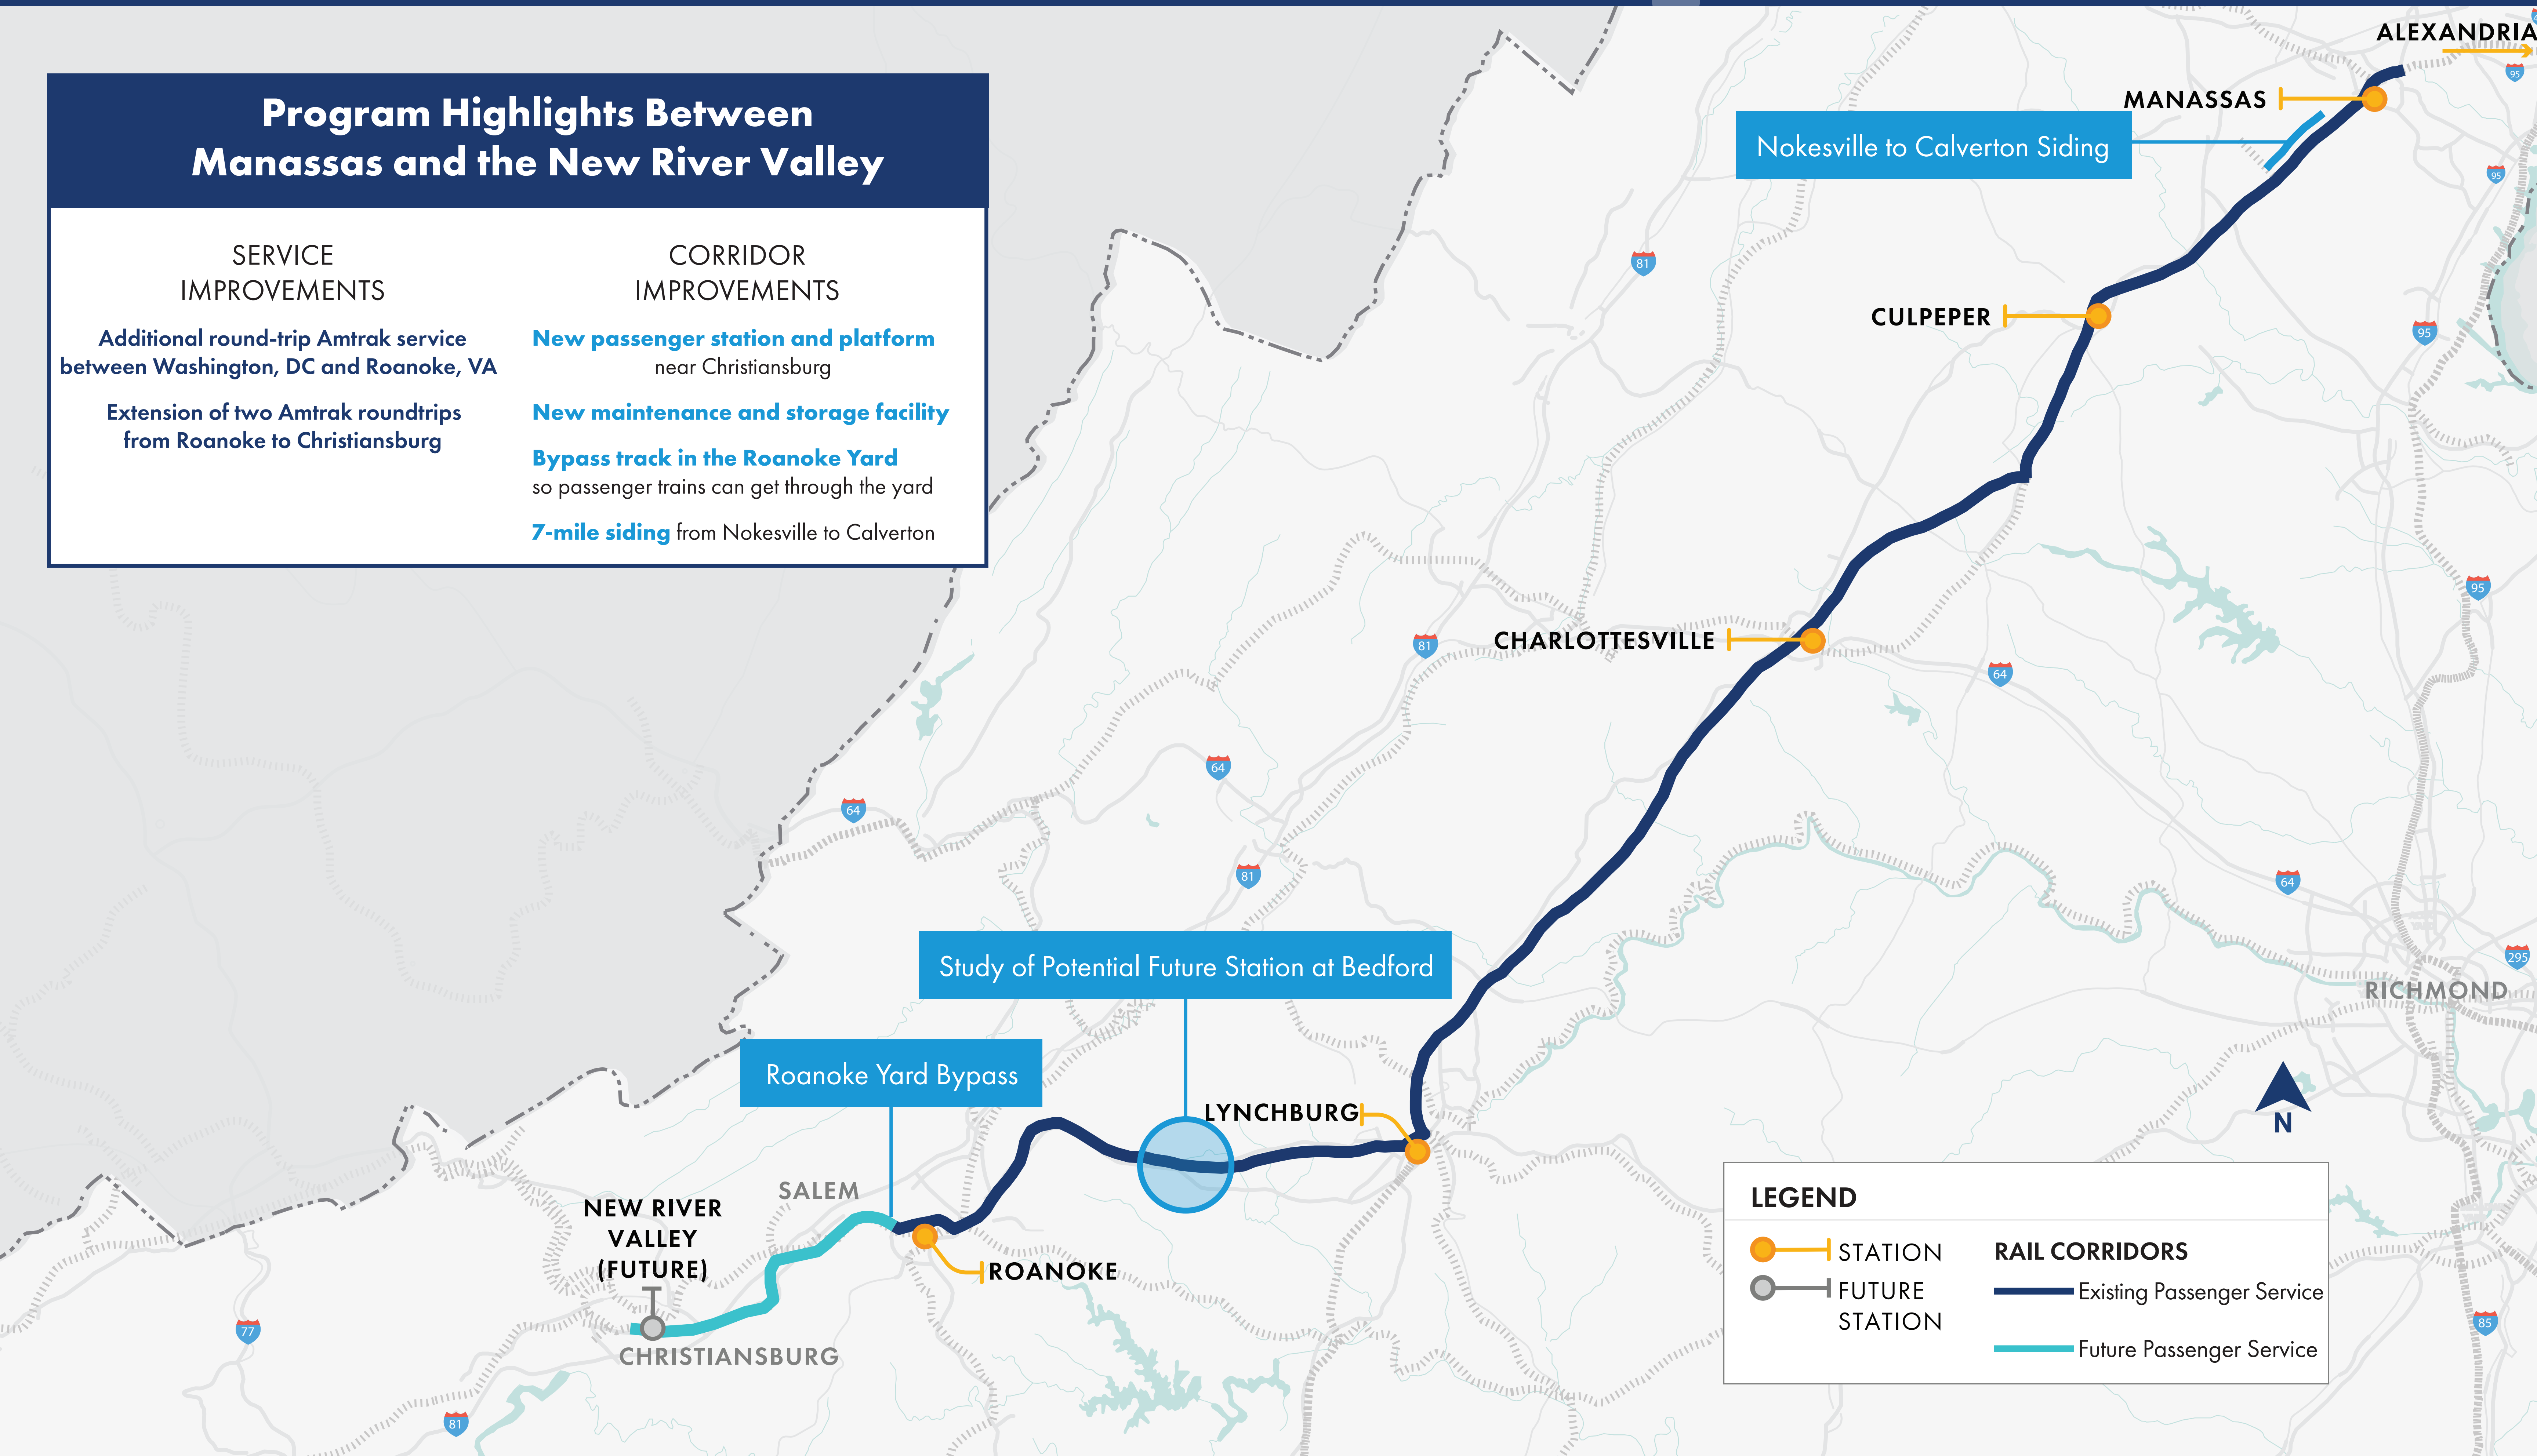 Program Highlights Between
Manassas and the New River Valley
SERVICE
IMPROVEMENTS
Additional round-trip Amtrak service
between Washington, DC and Roanoke, VA
Extension of two Amtrak roundtrips
from Roanoke to Christiansburg
CORRIDOR
IMPROVEMENTS
New passenger station and platform
near Christiansburg
New maintenance and storage facility
Bypass track in the Roanoke Yard
so passenger trains can get through the yard
7-mile siding from Nokesville to Calverton
ALEXANDRIA
95
MANASSAS
Nokesville to Calverton Siding
95
81
CULPEPER
95
95
CHARLOTTESVILLE
81
64
64
64
81
64
Study of Potential Future Station at Bedford
295
RICHMOND
Roanoke Yard Bypass
LYNCHBURG
N
SALEM
NEW RIVER
VALLEY
(FUTURE)
ROANOKE
CHRISTIANSBURG
77
81
85
LEGEND
STATION
FUTURE
STATION
RAIL CORRIDORS
Existing Passenger Service
Future Passenger Service